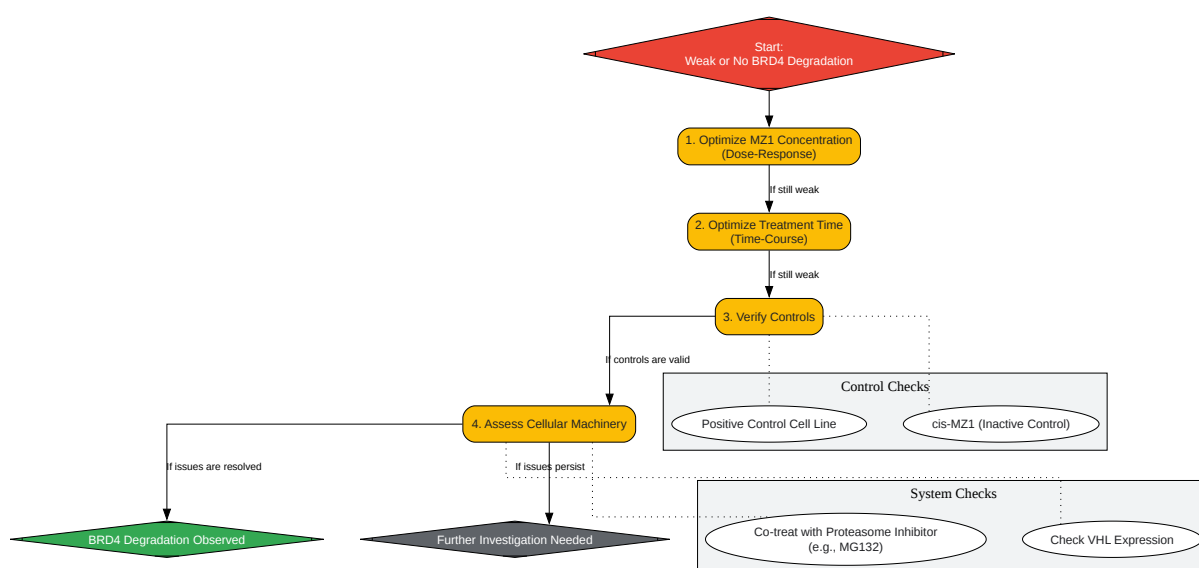 Start:
Weak or No BRD4 Degradation
1. Optimize MZ1 Concentration
(Dose-Response)
If still weak
2. Optimize Treatment Time
(Time-Course)
If still weak
3. Verify Controls
If controls are valid
Control Checks
Positive Control Cell Line
cis-MZ1 (Inactive Control)
4. Assess Cellular Machinery
If issues are resolved
If issues persist
System Checks
Co-treat with Proteasome Inhibitor
(e.g., MG132)
Check VHL Expression
BRD4 Degradation Observed
Further Investigation Needed